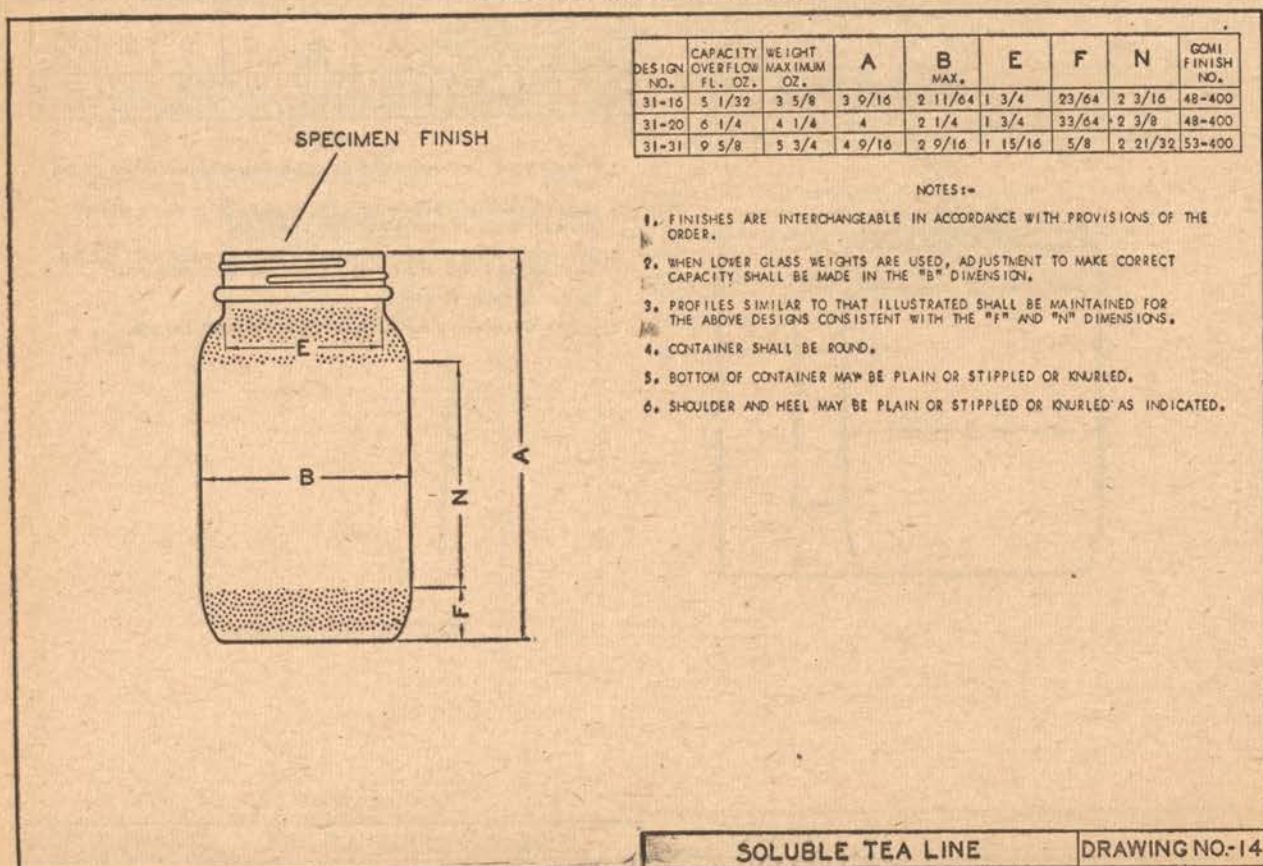 DESIGN NO. CAPACITY OVERFLOW FL. OZ. WEIGHT MAXIMUM OZ. A B MAX. E F N GCMI FINISH NO.
31-16 5 1/32 3 5/8 3 9/16 2 11/64 1 3/4 23/64 2 3/16 48-400
31-20 6 1/4 4 1/4 4 2 1/4 1 3/4 33/64 2 3/8 48-400
31-31 9 5/8 5 3/4 4 9/16 2 9/16 1 15/16 5/8 2 21/32 53-400
SPECIMEN FINISH
E
B
A
N
F
NOTES:-
1. FINISHES ARE INTERCHANGEABLE IN ACCORDANCE WITH PROVISIONS OF THE
ORDER.
2. WHEN LOWER GLASS WEIGHTS ARE USED, ADJUSTMENT TO MAKE CORRECT
CAPACITY SHALL BE MADE IN THE "B" DIMENSION.
3. PROFILES SIMILAR TO THAT ILLUSTRATED SHALL BE MAINTAINED FOR
THE ABOVE DESIGNS CONSISTENT WITH THE "F" AND "N" DIMENSIONS.
4. CONTAINER SHALL BE ROUND.
5. BOTTOM OF CONTAINER MAY BE PLAIN OR STIPPLED OR KNURLED.
6. SHOULDER AND HEEL MAY BE PLAIN OR STIPPLED OR KNURLED AS INDICATED.
SOLUBLE TEA LINE DRAWING NO.-14